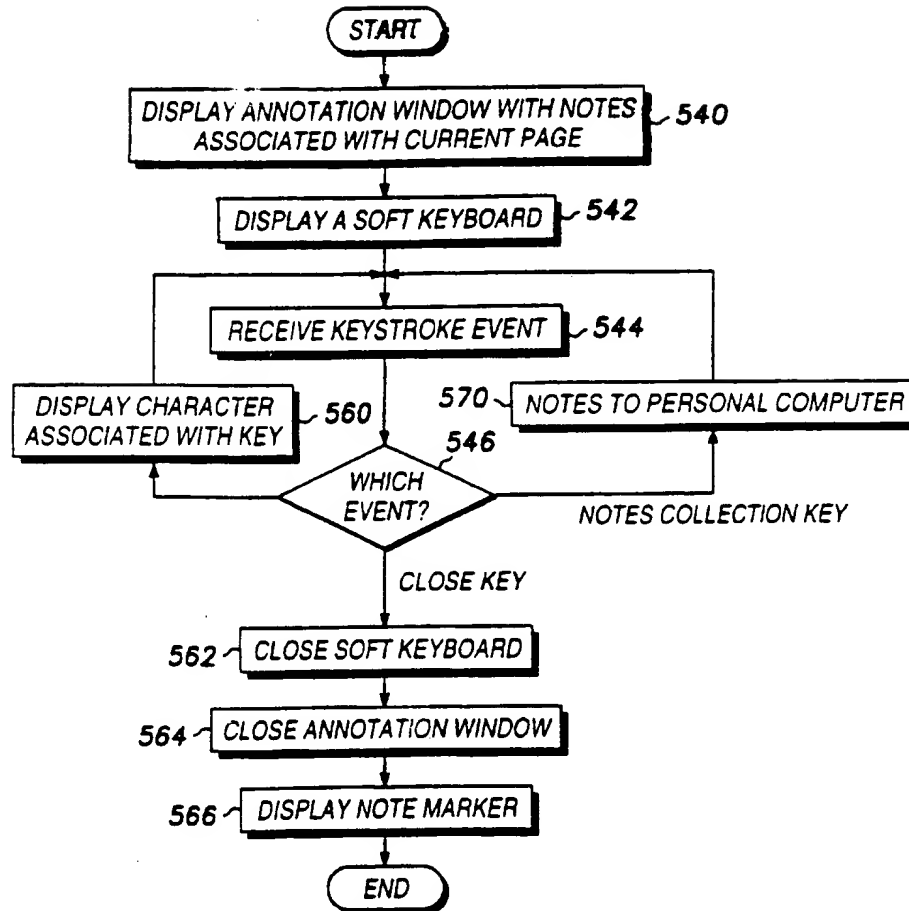 START
DISPLAY ANNOTATION WINDOW WITH NOTES
ASSOCIATED WITH CURRENT PAGE
540
DISPLAY A SOFT KEYBOARD
542
RECEIVE KEYSTROKE EVENT
544
DISPLAY CHARACTER
ASSOCIATED WITH KEY
560
570
NOTES TO PERSONAL COMPUTER
546
WHICH
EVENT?
NOTES COLLECTION KEY
CLOSE KEY
562
CLOSE SOFT KEYBOARD
564
CLOSE ANNOTATION WINDOW
566
DISPLAY NOTE MARKER
END